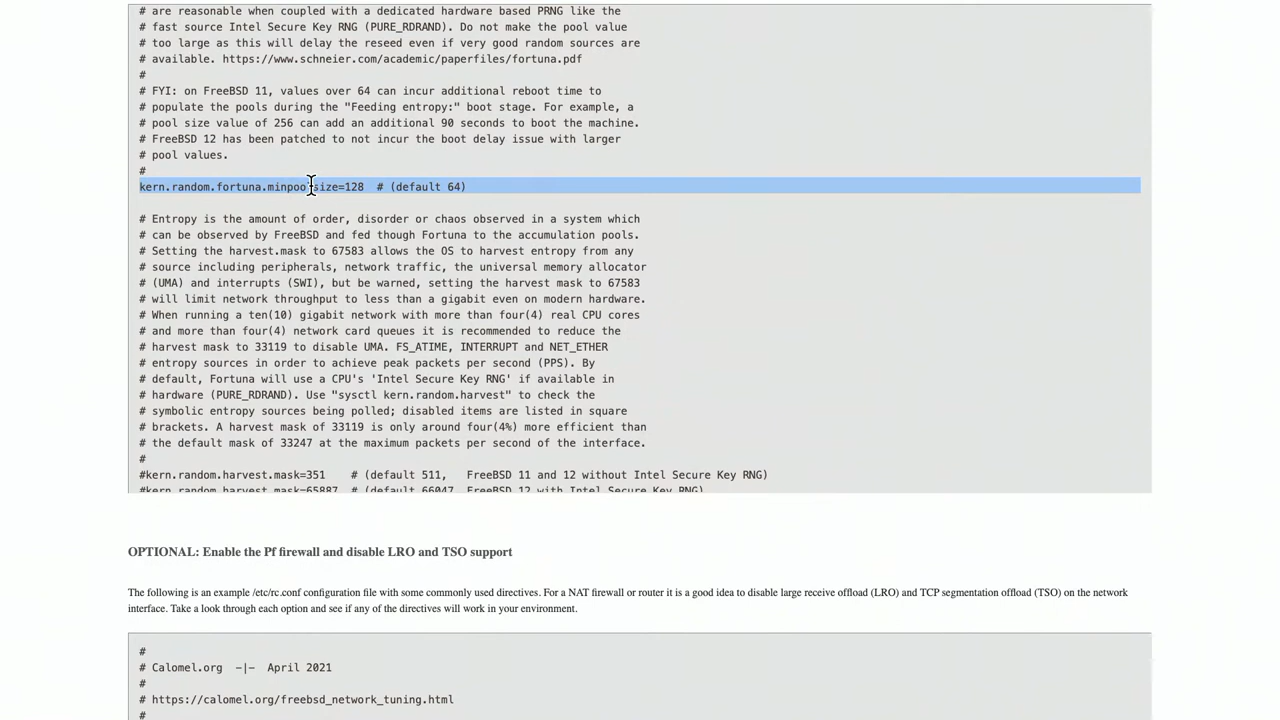 # are reasonable when coupled with a dedicated hardware based PRNG like the
# fast source Intel Secure Key RNG (PURE_RDRAND). Do not make the pool value
# too large as this will delay the reseed even if very good random sources are
# available. https://www.schneier.com/academic/paperfiles/fortuna.pdf
#
# FYI: on FreeBSD 11, values over 64 can incur additional reboot time to
# populate the pools during the "Feeding entropy:" boot stage. For example, a
# pool size value of 256 can add an additional 90 seconds to boot the machine.
# FreeBSD 12 has been patched to not incur the boot delay issue with larger
# pool values.
#
kern.random.fortuna.minpoolsize=128  # (default 64)
# Entropy is the amount of order, disorder or chaos observed in a system which
# can be observed by FreeBSD and fed though Fortuna to the accumulation pools.
# Setting the harvest.mask to 67583 allows the OS to harvest entropy from any
# source including peripherals, network traffic, the universal memory allocator
# (UMA) and interrupts (SWI), but be warned, setting the harvest mask to 67583
# will limit network throughput to less than a gigabit even on modern hardware.
# When running a ten(10) gigabit network with more than four(4) real CPU cores
# and more than four(4) network card queues it is recommended to reduce the
# harvest mask to 33119 to disable UMA. FS_ATIME, INTERRUPT and NET_ETHER
# entropy sources in order to achieve peak packets per second (PPS). By
# default, Fortuna will use a CPU's 'Intel Secure Key RNG' if available in
# hardware (PURE_RDRAND). Use "sysctl kern.random.harvest" to check the
# symbolic entropy sources being polled; disabled items are listed in square
# brackets. A harvest mask of 33119 is only around four(4%) more efficient than
# the default mask of 33247 at the maximum packets per second of the interface.
#
#kern.random.harvest.mask=351    # (default 511,   FreeBSD 11 and 12 without Intel Secure Key RNG)
#kern.random.harvest.mask=65887  # (default 66047, FreeBSD 12 with Intel Secure Key RNG)
OPTIONAL: Enable the Pf firewall and disable LRO and TSO support
The following is an example /etc/rc.conf configuration file with some commonly used directives. For a NAT firewall or router it is a good idea to disable large receive offload (LRO) and TCP segmentation offload (TSO) on the network
interface. Take a look through each option and see if any of the directives will work in your environment.
#
# Calomel.org  -|-  April 2021
#
# https://calomel.org/freebsd_network_tuning.html
#